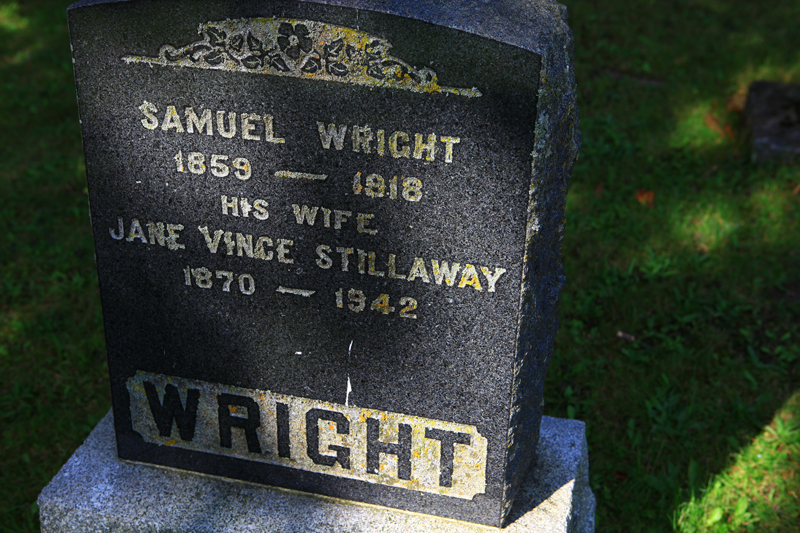 SAMUEL WRIGHT
1859 — 1918
HIS WIFE
JANE VINCE STILLAWAY
1870 — 1942
WRIGHT